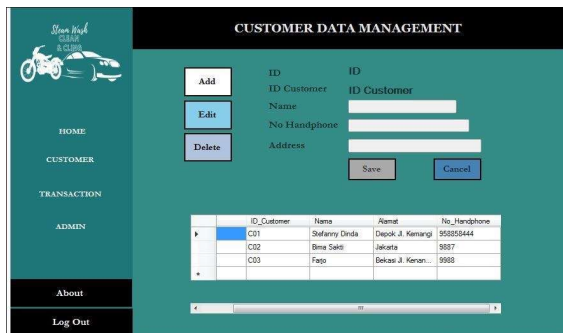 Steam Wash
CLEAN
& CLING
HOME
CUSTOMER
TRANSACTION
ADMIN
About
Log Out
CUSTOMER DATA MANAGEMENT
Add
Edit
Delete
ID ID
ID Customer ID Customer
Name
No Handphone
Address
Save Cancel
ID_Customer Nama Alamat No_Handphone
C01 Stefanny Dinda Depok Jl. Kemangi 958858444
C02 Bima Sakti Jakarta 9887
C03 Farjo Bekasi Jl. Kenan... 9988